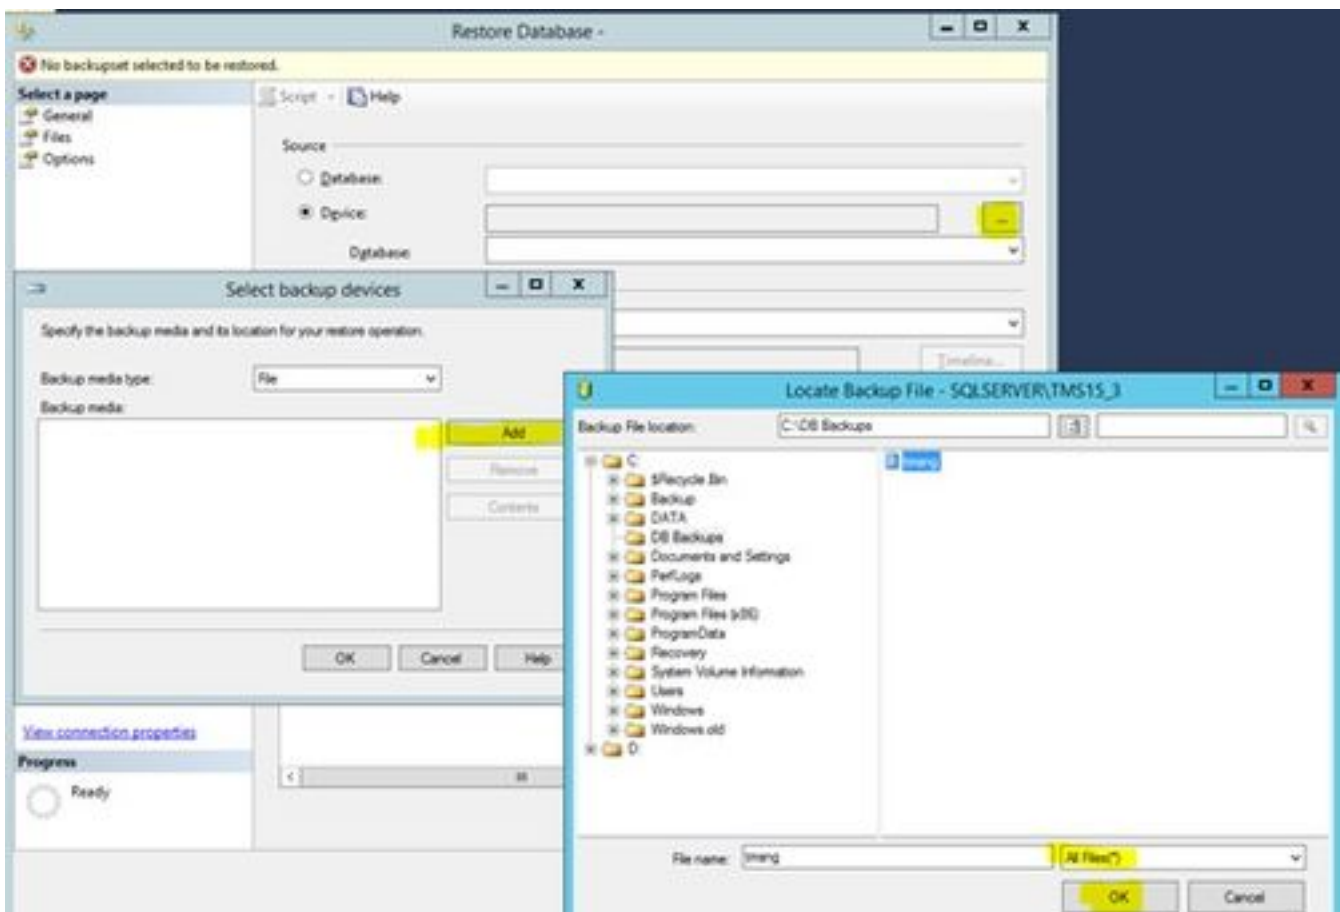 Restore Database -
No backupset selected to be restored.
Select a page
General
Files
Options
Script
Help
Source
Database:
Device:
...
Database:
Timeline...
Select backup devices
Specify the backup media and its location for your restore operation.
Backup media type:
File
Backup media:
Add
Remove
Contents
OK
Cancel
Help
View connection properties
Progress
Ready
Locate Backup File - SQLSERVER\TMS15_3
Backup File location:
C:\DB Backups
C:
$Recycle.Bin
Backup
DATA
DB Backups
Documents and Settings
PerfLogs
Program Files
Program Files (x86)
ProgramData
Recovery
System Volume Information
Users
Windows
Windows.old
D:
tmsng
File name:
tmsng
All Files(*)
OK
Cancel